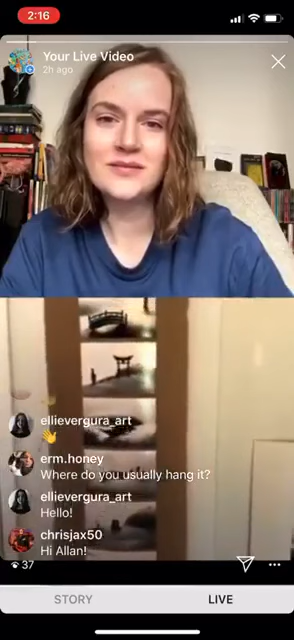 2:16
Your Live Video
2h ago
ellievergura_art
erm.honey
Where do you usually hang it?
ellievergura_art
Hello!
chrisjax50
Hi Allan!
37
STORY LIVE